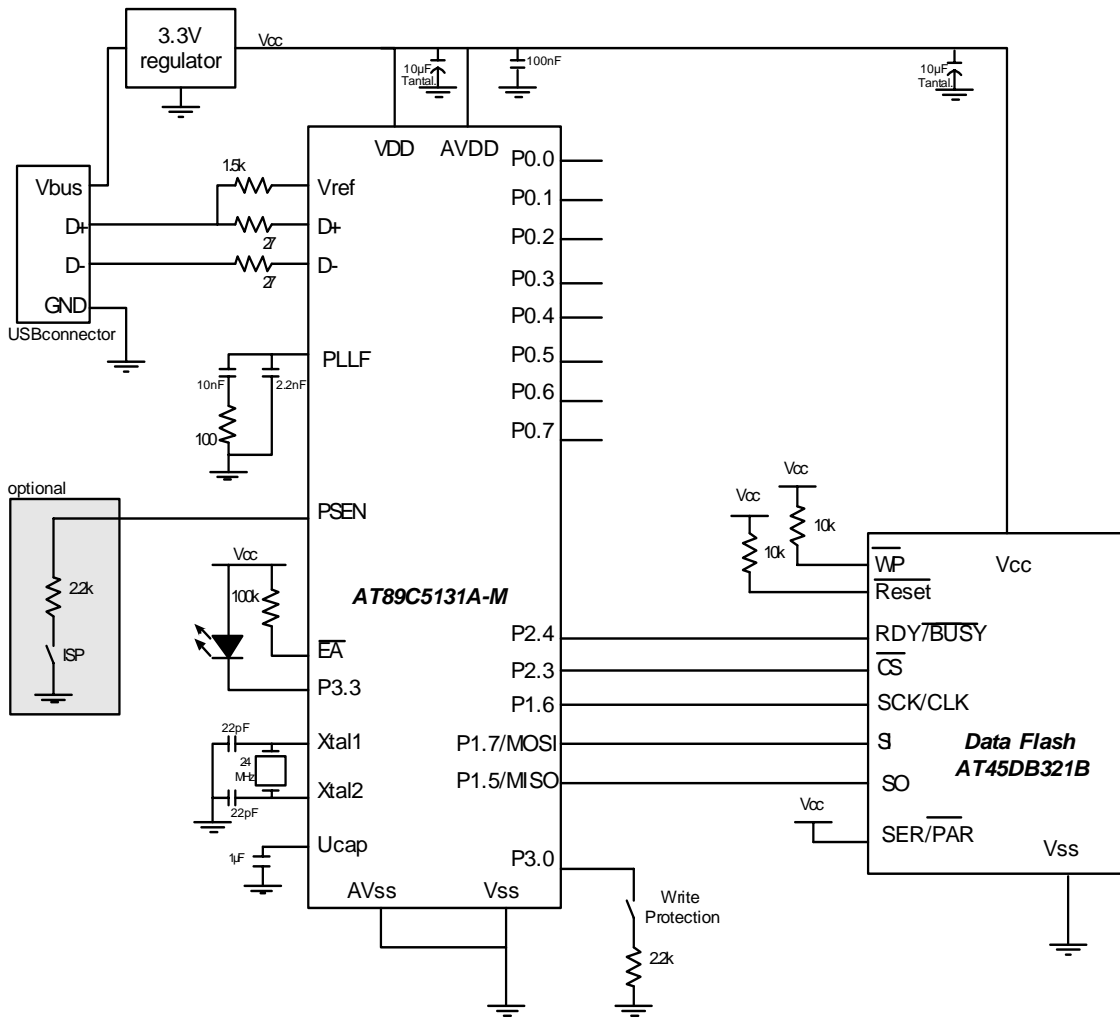 3.3V
regulator
Vcc
10µF
Tantal.
100nF
10µF
Tantal.
VDD
AVDD
P0.0
P0.1
P0.2
P0.3
P0.4
P0.5
P0.6
P0.7
1.5k
Vbus
Vref
D+
D+
27
D-
D-
27
GND
USBconnector
PLLF
10nF
2.2nF
100
optional
PSEN
2.2k
ISP
Vcc
100k
EA
P3.3
AT89C5131A-M
Vcc
Vcc
10k
10k
WP
Reset
Vcc
P2.4
RDY/BUSY
P2.3
CS
P1.6
SCK/CLK
P1.7/MOSI
SI
P1.5/MISO
SO
Data Flash
AT45DB321B
Vcc
SER/PAR
Vss
22pF
Xtal1
24
MHz
Xtal2
22pF
Ucap
1µF
P3.0
AVss
Vss
Write
Protection
2.2k